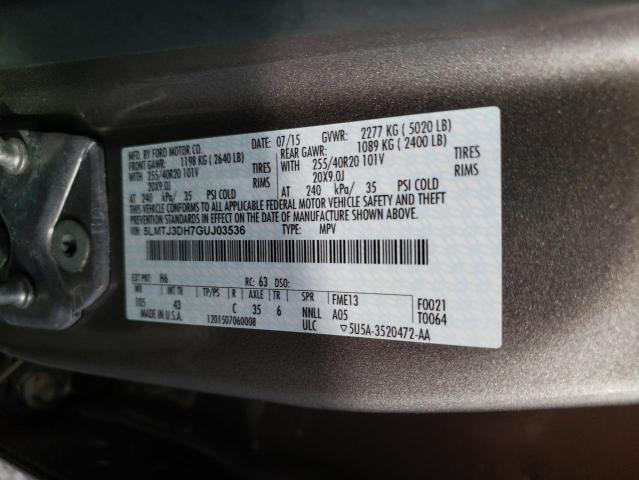 MFD. BY FORD MOTOR CO. DATE: 07/15 GVWR: 2277 KG ( 5020 LB)
FRONT GAWR: 1198 KG ( 2640 LB) REAR GAWR: 1089 KG ( 2400 LB)
WITH 255/40R20 101V TIRES WITH 255/40R20 101V TIRES
20X9.0J RIMS 20X9.0J RIMS
AT 240 kPa/ 35 PSI COLD AT 240 kPa/ 35 PSI COLD
THIS VEHICLE CONFORMS TO ALL APPLICABLE FEDERAL MOTOR VEHICLE SAFETY AND
THEFT PREVENTION STANDARDS IN EFFECT ON THE DATE OF MANUFACTURE SHOWN ABOVE.
VIN: 5LMTJ3DH7GUJ03536 TYPE: MPV
EXT PNT: H6 RC: 63 DSO:
BRK INT TR TP/PS R AXLE TR SPR FME13 F0021
43 C 35 6 NNLL A05 T0064
MADE IN U.S.A. 1201507060008 ULC ▽5U5A-3520472-AA